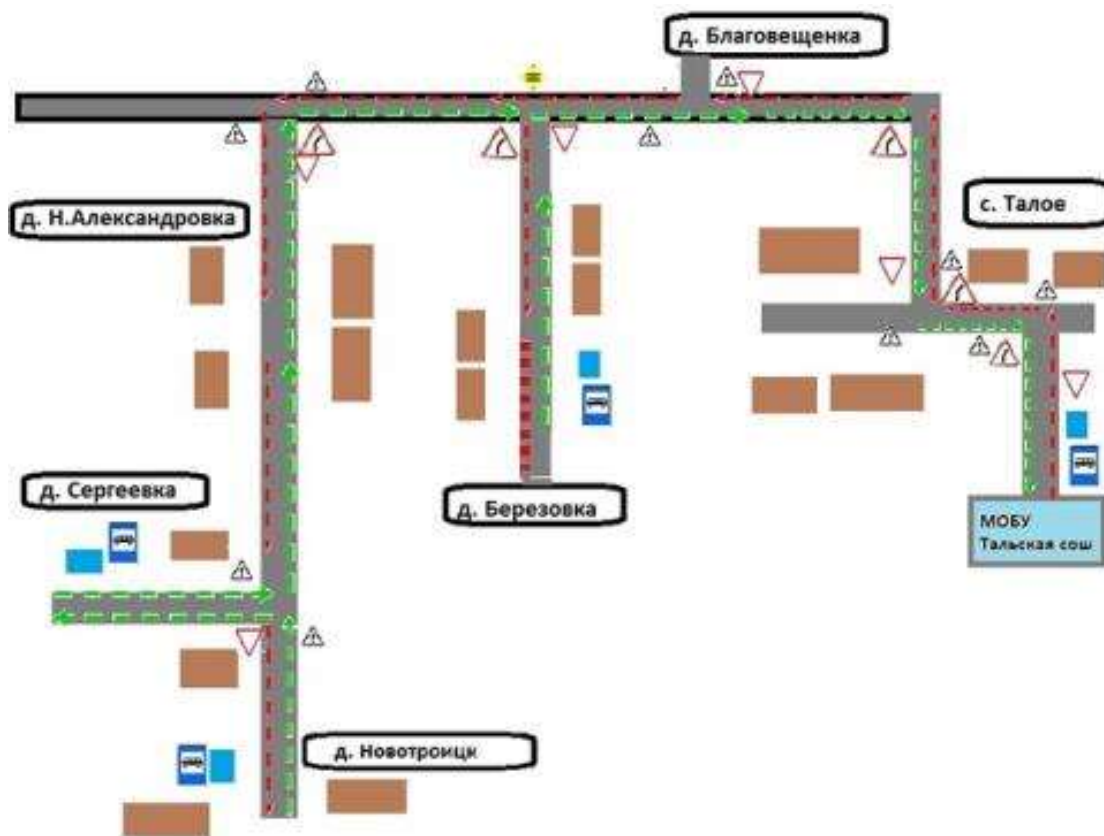 д. Благовещенка
д. Н.Александровка
с. Талое
д. Сергеевка
д. Березовка
МОБУ
Тальская сош
д. Новотроицк